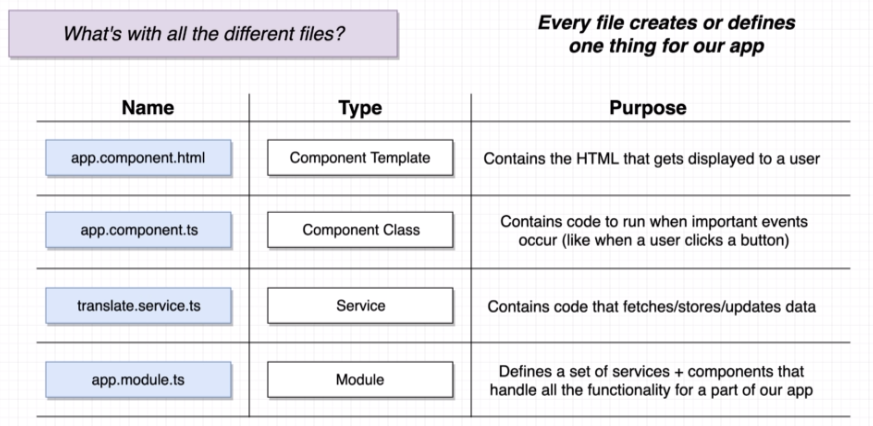 What's with all the different files?
Every file creates or defines
one thing for our app
Name
Type
Purpose
app.component.html
Component Template
Contains the HTML that gets displayed to a user
app.component.ts
Component Class
Contains code to run when important events
occur (like when a user clicks a button)
translate.service.ts
Service
Contains code that fetches/stores/updates data
app.module.ts
Module
Defines a set of services + components that
handle all the functionality for a part of our app